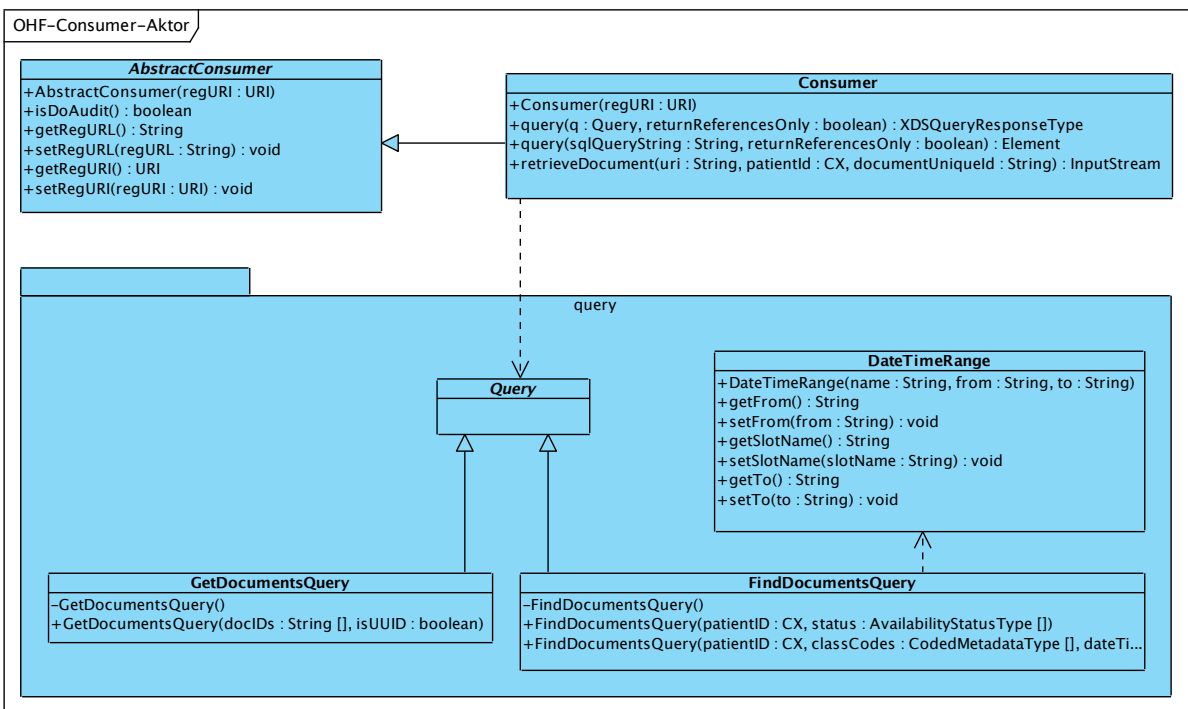 OHF-Consumer-Aktor
AbstractConsumer
+AbstractConsumer(regURI : URI)
+isDoAudit() : boolean
+getRegURL() : String
+setRegURL(regURL : String) : void
+getRegURI() : URI
+setRegURI(regURI : URI) : void
Consumer
+Consumer(regURI : URI)
+query(q : Query, returnReferencesOnly : boolean) : XDSQueryResponseType
+query(sqlQueryString : String, returnReferencesOnly : boolean) : Element
+retrieveDocument(uri : String, patientId : CX, documentUniqueId : String) : InputStream
query
Query
DateTimeRange
+DateTimeRange(name : String, from : String, to : String)
+getFrom() : String
+setFrom(from : String) : void
+getSlotName() : String
+setSlotName(slotName : String) : void
+getTo() : String
+setTo(to : String) : void
GetDocumentsQuery
-GetDocumentsQuery()
+GetDocumentsQuery(docIDs : String [], isUUID : boolean)
FindDocumentsQuery
-FindDocumentsQuery()
+FindDocumentsQuery(patientID : CX, status : AvailabilityStatusType [])
+FindDocumentsQuery(patientID : CX, classCodes : CodedMetadataType [], dateTi...